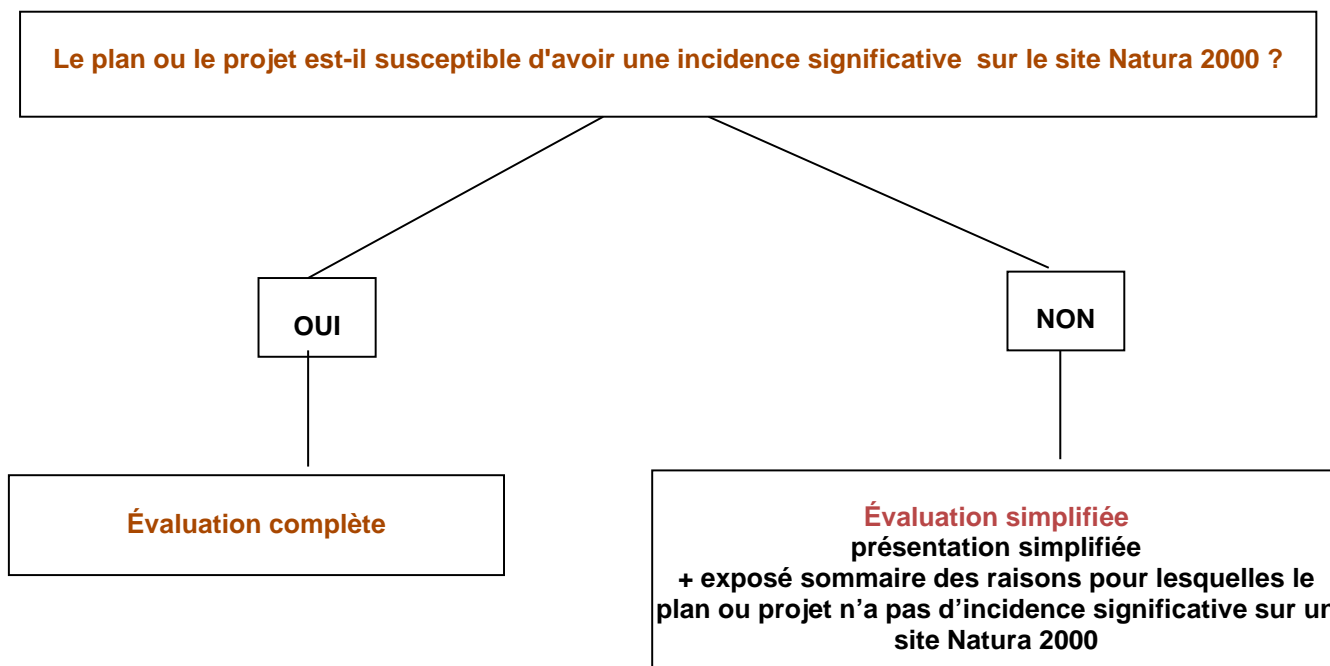 Le plan ou le projet est-il susceptible d'avoir une incidence significative sur le site Natura 2000 ?
OUI
NON
Évaluation complète
Évaluation simplifiée
présentation simplifiée
+ exposé sommaire des raisons pour lesquelles le
plan ou projet n’a pas d’incidence significative sur un
site Natura 2000